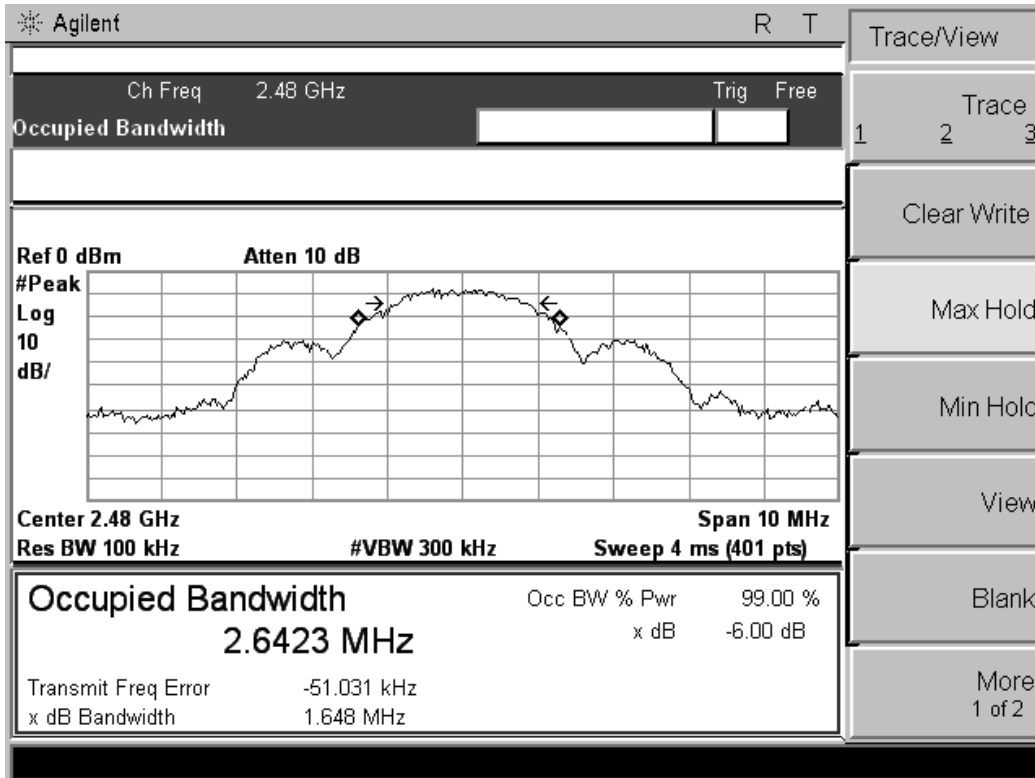 Agilent R T
Ch Freq 2.48 GHz Trig Free
Occupied Bandwidth
Ref 0 dBm Atten 10 dB
#Peak
Log
10
dB/
Center 2.48 GHz Span 10 MHz
Res BW 100 kHz #VBW 300 kHz Sweep 4 ms (401 pts)
Occupied Bandwidth Occ BW % Pwr 99.00 %
2.6423 MHz x dB -6.00 dB
Transmit Freq Error -51.031 kHz
x dB Bandwidth 1.648 MHz
Trace/View
Trace
1 2 3
Clear Write
Max Hold
Min Hold
View
Blank
More
1 of 2